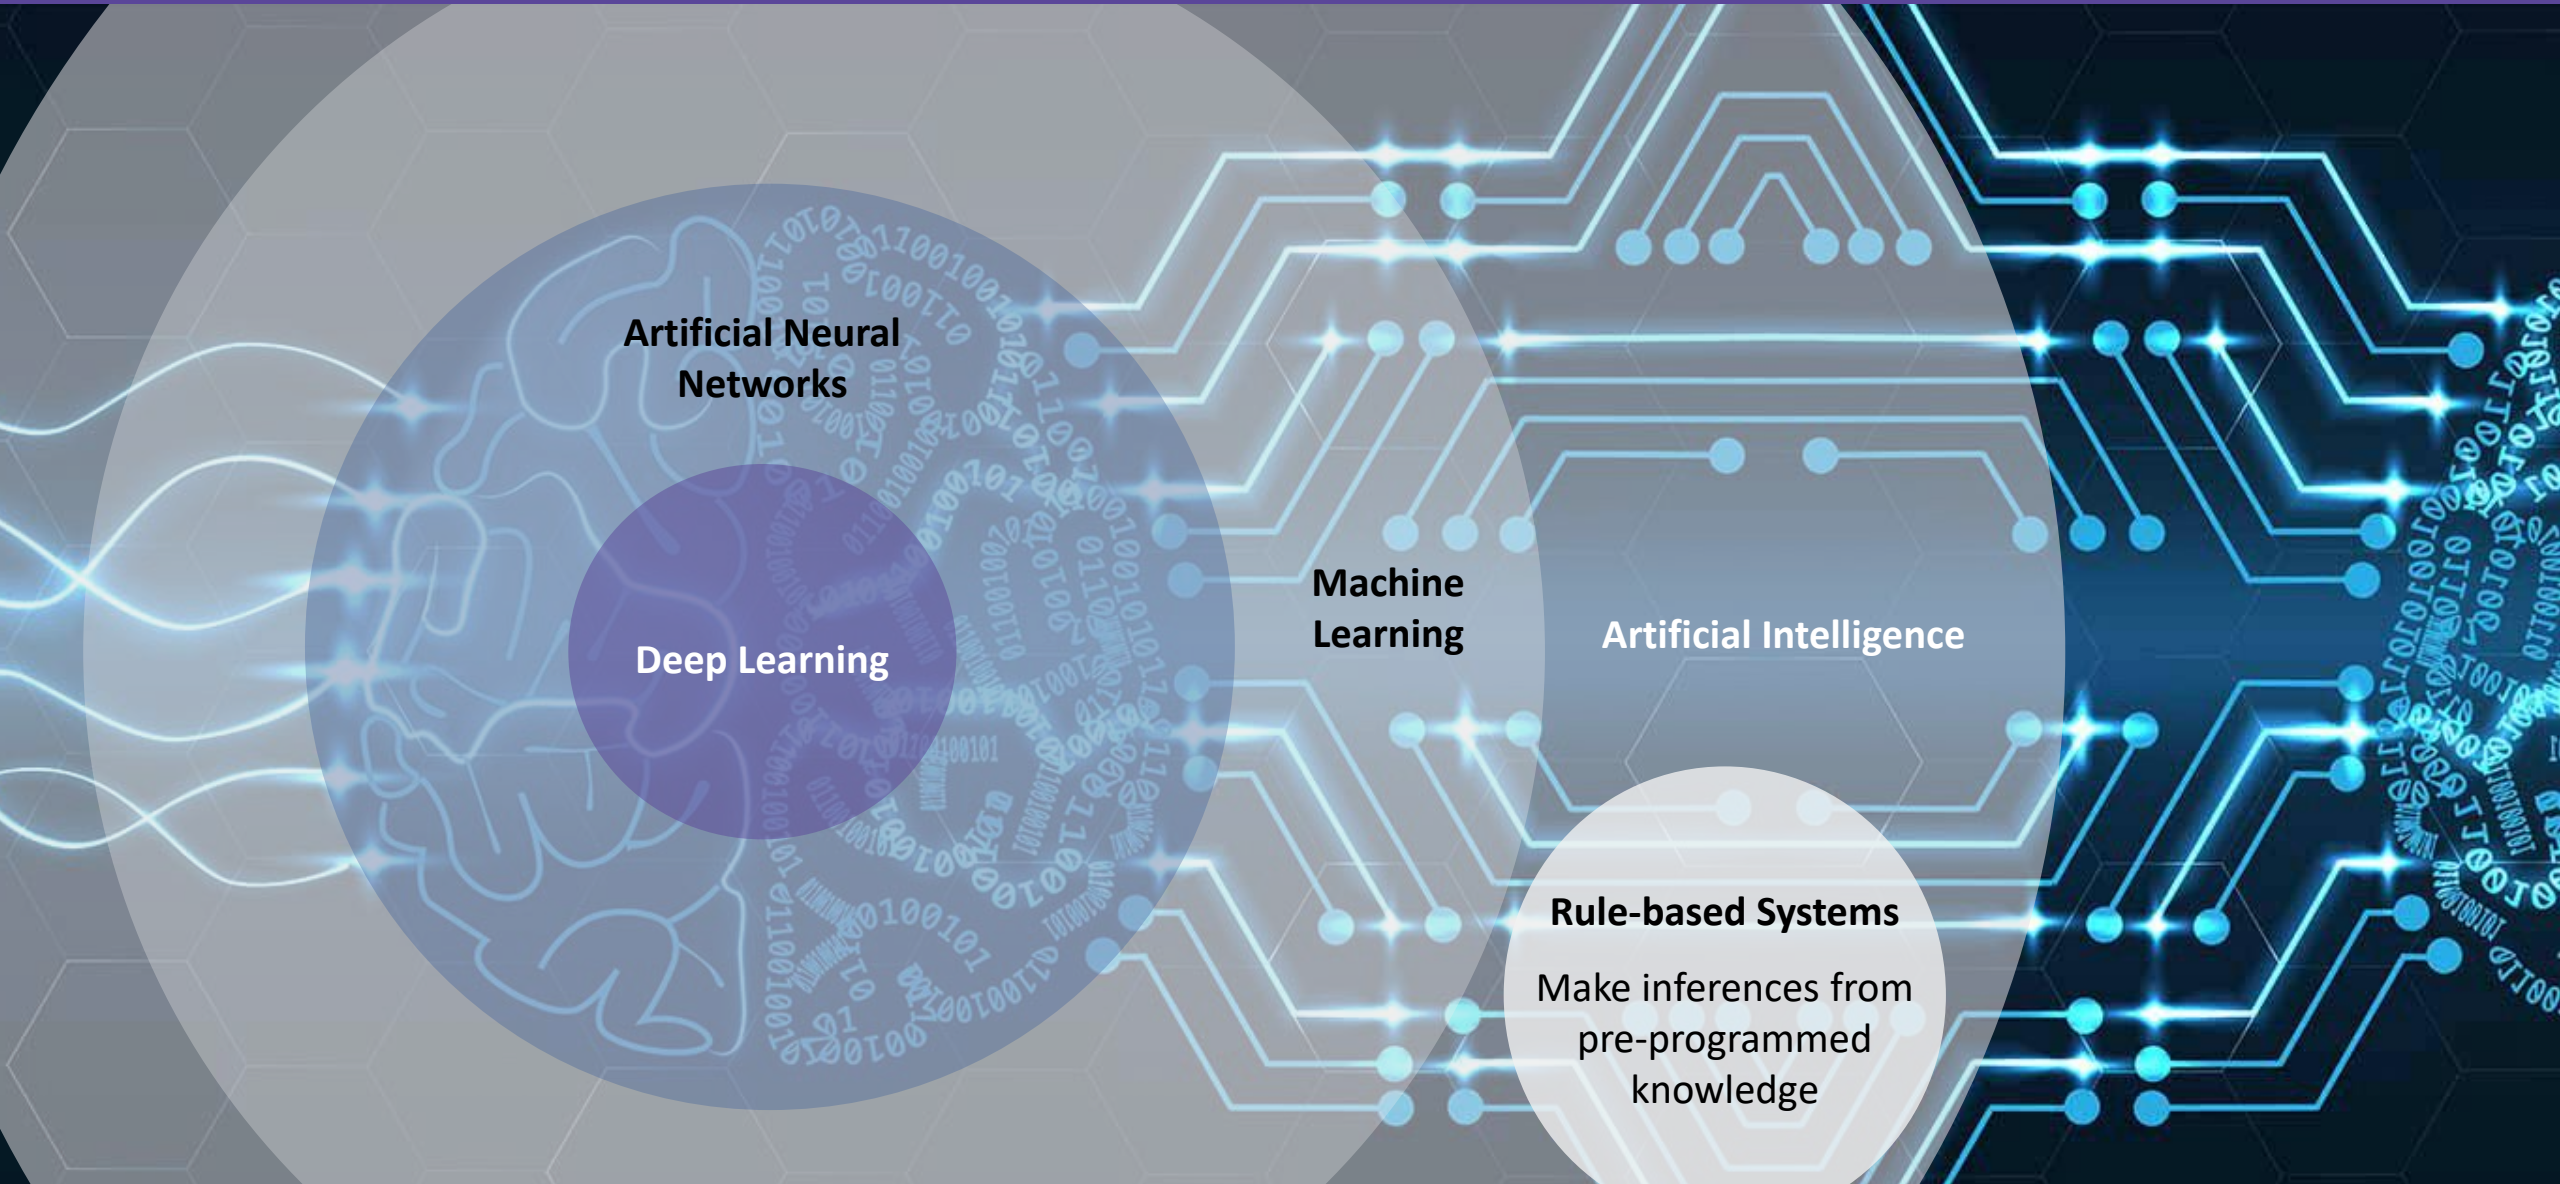 Artificial Neural
Networks
Deep Learning
Machine
Learning
Artificial Intelligence
Rule-based Systems
Make inferences from
pre-programmed
knowledge